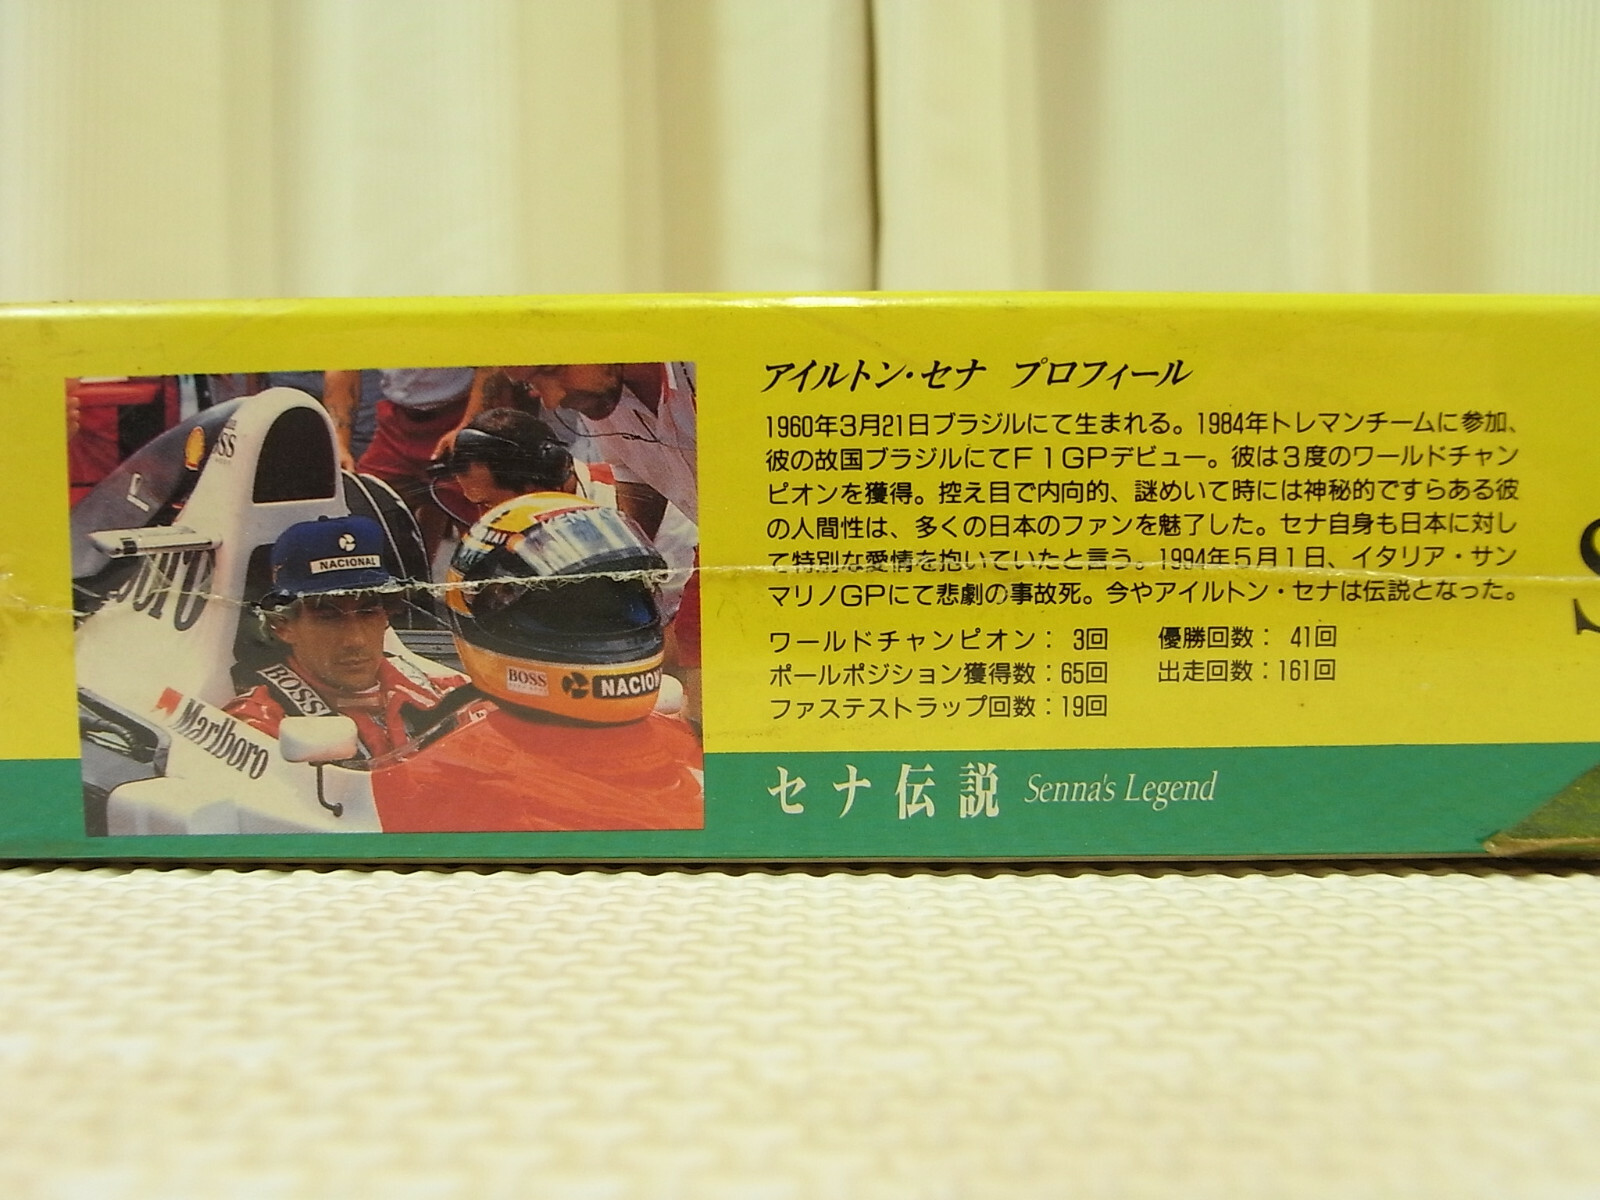 アイルトン・セナ プロフィール
1960年3月21日ブラジルにて生まれる。1984年トレマンチームに参加、
彼の故国ブラジルにてF1GPデビュー。彼は3度のワールドチャン
ピオンを獲得。控え目で内向的、謎めいて時には神秘的ですらある彼
の人間性は、多くの日本のファンを魅了した。セナ自身も日本に対し
て特別な愛情を抱いていたと言う。1994年5月1日、イタリア・サン
マリノGPにて悲劇の事故死。今やアイルトン・セナは伝説となった。
ワールドチャンピオン： 3回 優勝回数： 41回
ポールポジション獲得数：65回 出走回数：161回
ファステストラップ回数：19回
セナ伝説 Senna's Legend
NACIONAL
BOSS
BOSS
Marlboro